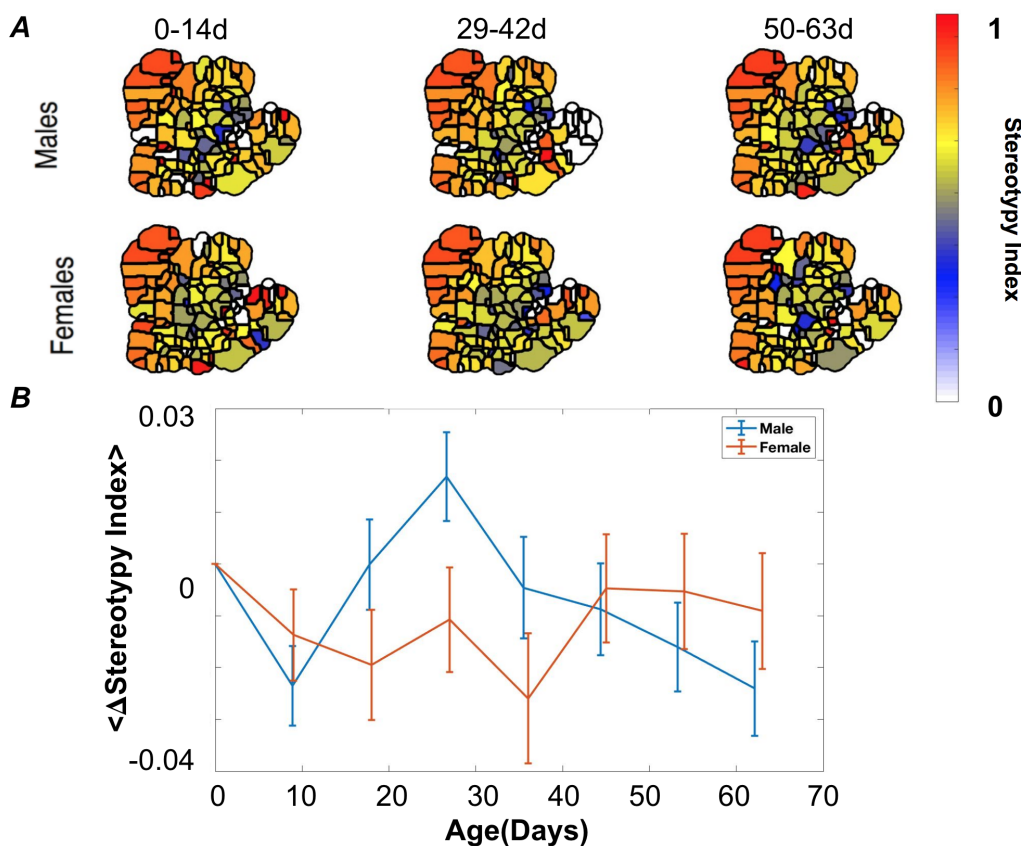 A
0-14d 29-42d 50-63d
Males
Females
1
Stereotypy Index
0
B
0.03
0
-0.04
<ΔStereotypy Index>
Male
Female
0 10 20 30 40 50 60 70
Age(Days)